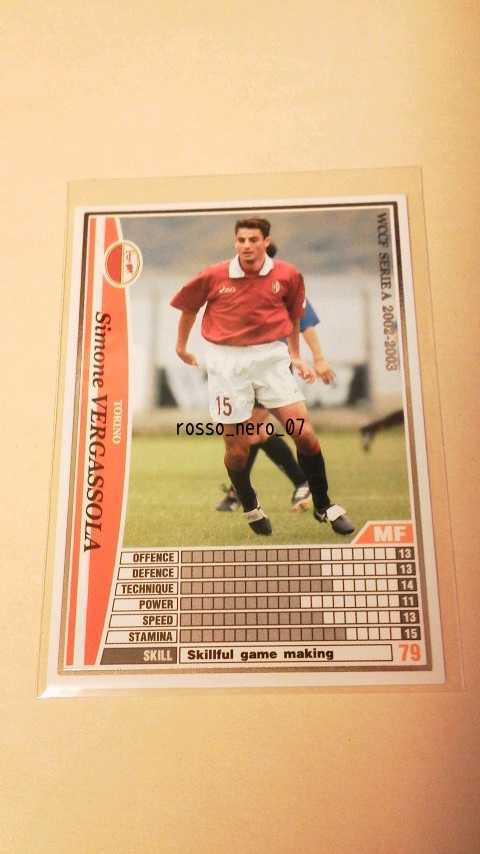 WCCF SERIE A 2002-2003
Simone VERGASSOLA
TORINO
15
rosso_nero_07
MF
OFFENCE 13
DEFENCE 13
TECHNIQUE 14
POWER 11
SPEED 13
STAMINA 15
SKILL Skillful game making 79